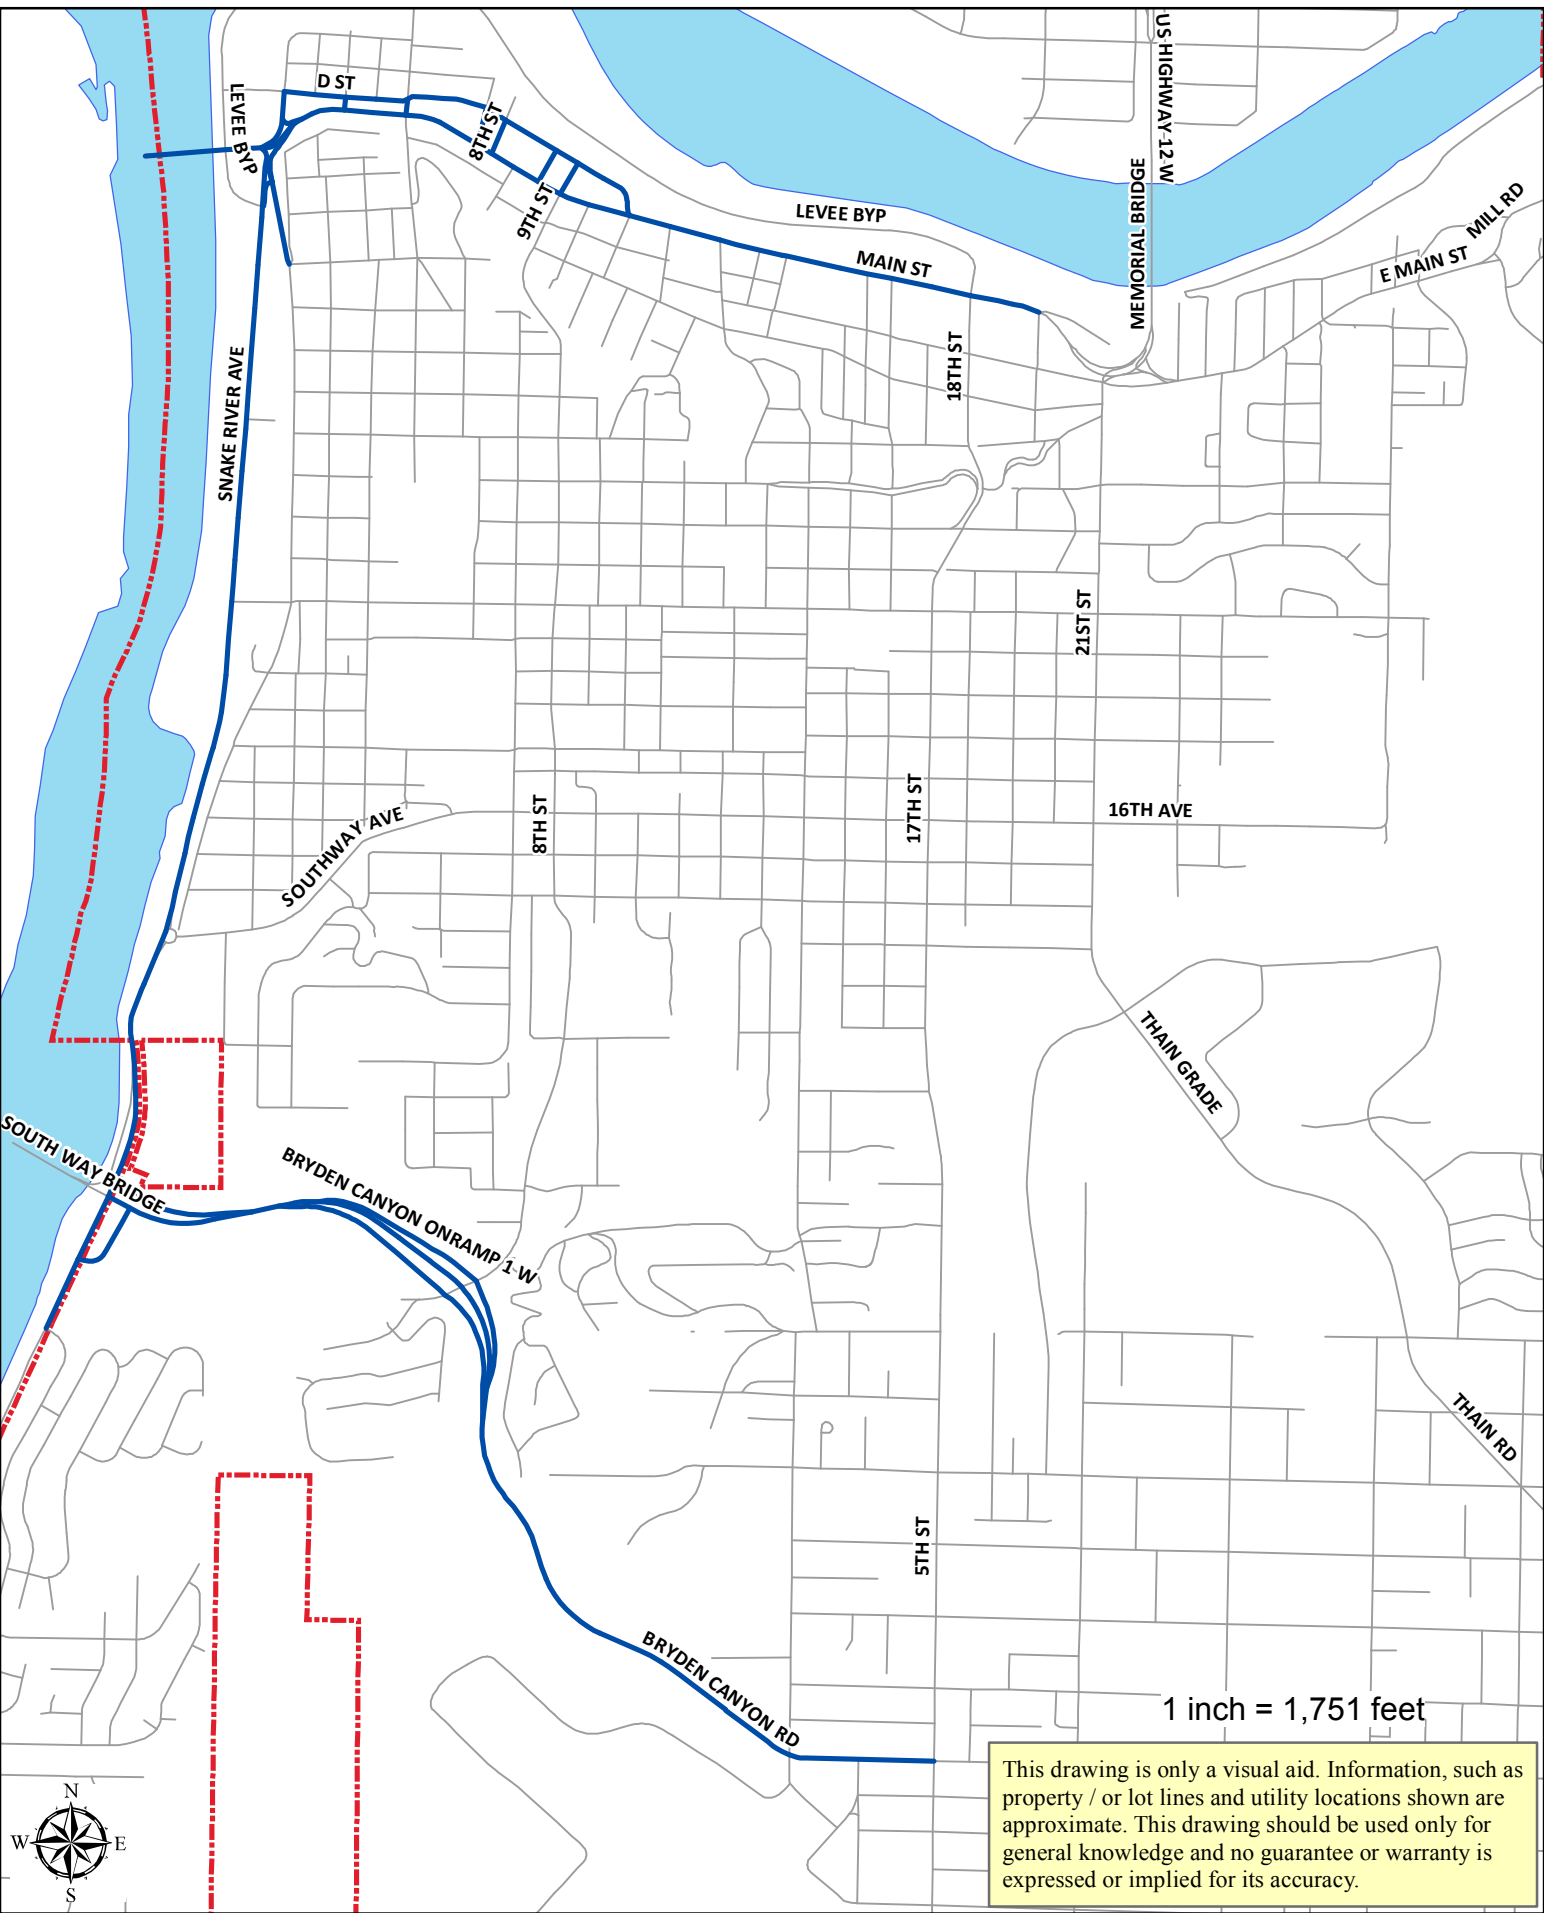 US HIGHWAY 12 W
D ST
LEVEE BYP
8TH ST
9TH ST
LEVEE BYP
MAIN ST
MEMORIAL BRIDGE
MILL RD
E MAIN ST
SNAKE RIVER AVE
18TH ST
21ST ST
SOUTHWAY AVE
8TH ST
17TH ST
16TH AVE
THAIN GRADE
SOUTH WAY BRIDGE
BRYDEN CANYON ONRAMP 1 W
THAIN RD
5TH ST
BRYDEN CANYON RD
1 inch = 1,751 feet
This drawing is only a visual aid. Information, such as
property / or lot lines and utility locations shown are
approximate. This drawing should be used only for
general knowledge and no guarantee or warranty is
expressed or implied for its accuracy.
N
W
E
S